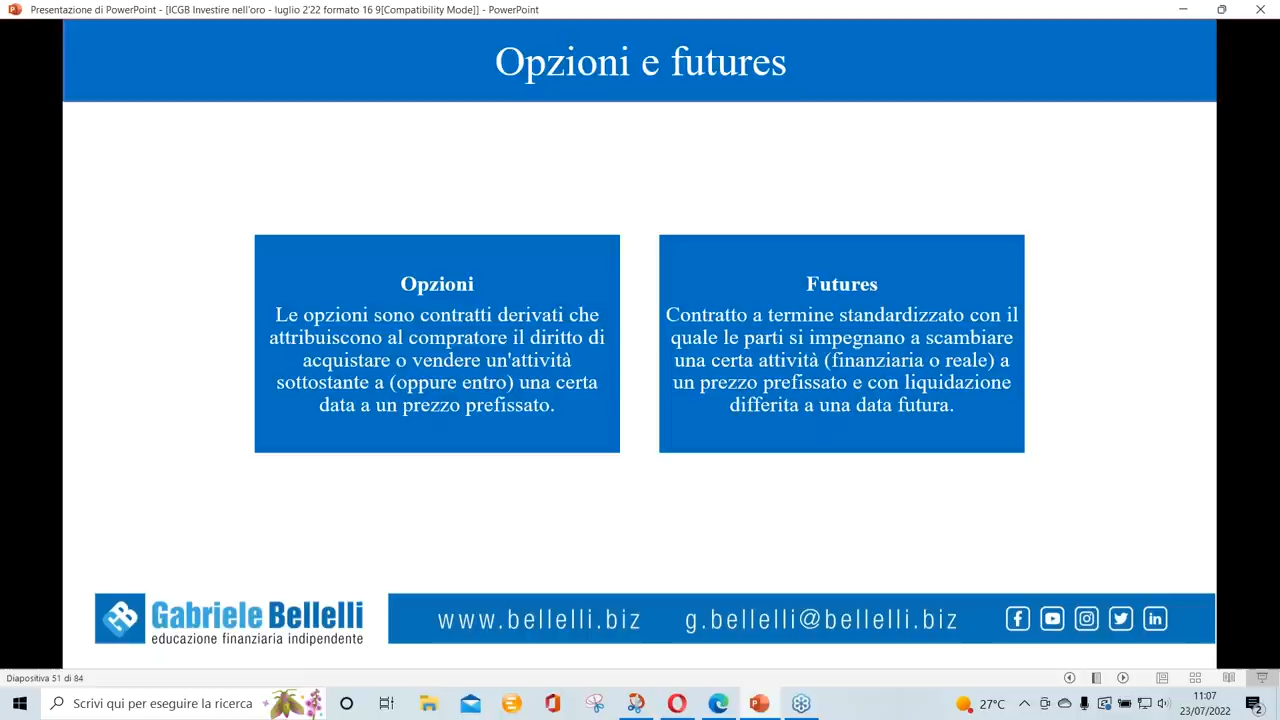 Presentazione di PowerPoint - [ICGB Investire nell'oro - luglio 2'22 formato 16 9[Compatibility Mode]] - PowerPoint
Opzioni e futures
Opzioni
Le opzioni sono contratti derivati che
attribuiscono al compratore il diritto di
acquistare o vendere un'attività
sottostante a (oppure entro) una certa
data a un prezzo prefissato.
Futures
Contratto a termine standardizzato con il
quale le parti si impegnano a scambiare
una certa attività (finanziaria o reale) a
un prezzo prefissato e con liquidazione
differita a una data futura.
Gabriele Bellelli
educazione finanziaria indipendente
www.bellelli.biz g.bellelli@bellelli.biz
Diapositiva 51 di 84
Scrivi qui per eseguire la ricerca
27°C
11:07
23/07/2022
2